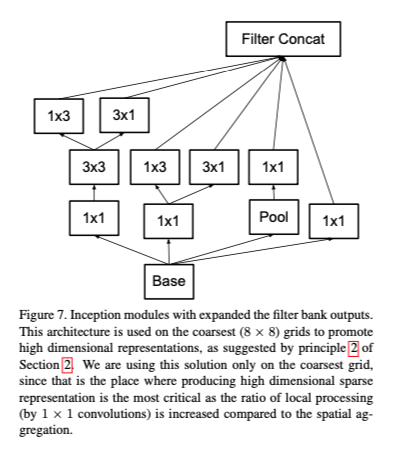 Filter Concat
1x3
3x1
3x3
1x3
3x1
1x1
1x1
1x1
Pool
1x1
Base
Figure 7. Inception modules with expanded the filter bank outputs.
This architecture is used on the coarsest (8 × 8) grids to promote
high dimensional representations, as suggested by principle 2 of
Section 2. We are using this solution only on the coarsest grid,
since that is the place where producing high dimensional sparse
representation is the most critical as the ratio of local processing
(by 1 × 1 convolutions) is increased compared to the spatial ag-
gregation.